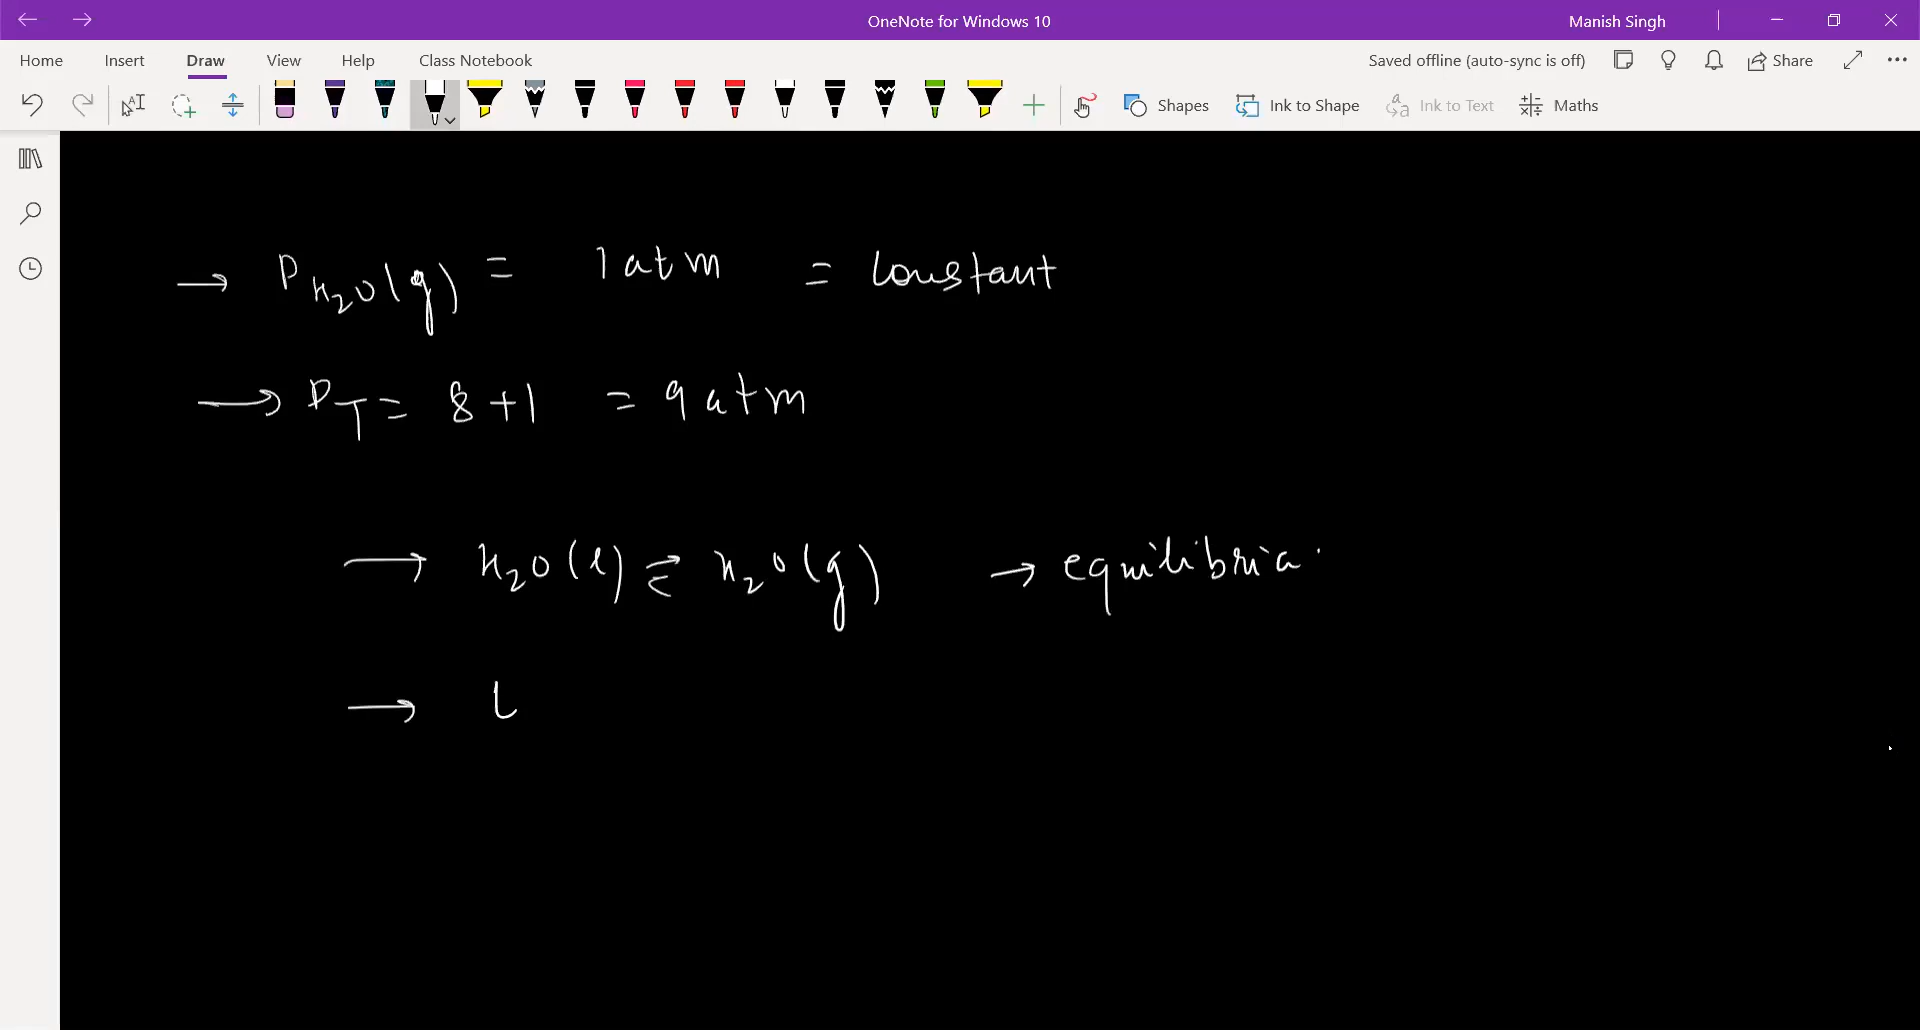 OneNote for Windows 10
Manish Singh
Home Insert Draw View Help Class Notebook
Saved offline (auto-sync is off) Share
Shapes Ink to Shape Ink to Text Maths
→ P H₂O(g) = 1 atm = constant
→ P_T = 8 + 1 = 9 atm
→ H₂O(l) ⇌ H₂O(g) → equilibria
→ L